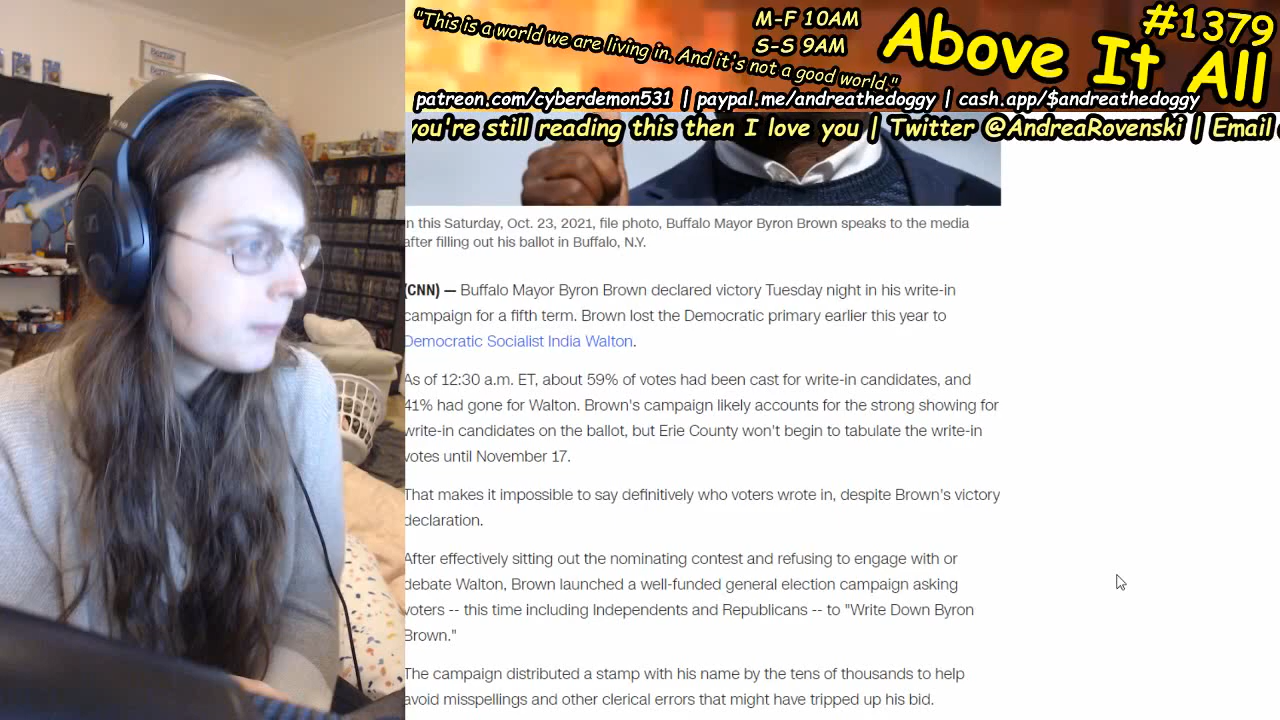 "This is a world we are living in. And it's not a good world."
M-F 10AM
S-S 9AM
Above It All
#1379
patreon.com/cyberdemon531 | paypal.me/andreathedoggy | cash.app/$andreathedoggy
you're still reading this then I love you | Twitter @AndreaRovenski | Email
n this Saturday, Oct. 23, 2021, file photo, Buffalo Mayor Byron Brown speaks to the media
after filling out his ballot in Buffalo, N.Y.
(CNN) — Buffalo Mayor Byron Brown declared victory Tuesday night in his write-in
campaign for a fifth term. Brown lost the Democratic primary earlier this year to
Democratic Socialist India Walton.
As of 12:30 a.m. ET, about 59% of votes had been cast for write-in candidates, and
41% had gone for Walton. Brown's campaign likely accounts for the strong showing for
write-in candidates on the ballot, but Erie County won't begin to tabulate the write-in
votes until November 17.
That makes it impossible to say definitively who voters wrote in, despite Brown's victory
declaration.
After effectively sitting out the nominating contest and refusing to engage with or
debate Walton, Brown launched a well-funded general election campaign asking
voters -- this time including Independents and Republicans -- to "Write Down Byron
Brown."
The campaign distributed a stamp with his name by the tens of thousands to help
avoid misspellings and other clerical errors that might have tripped up his bid.